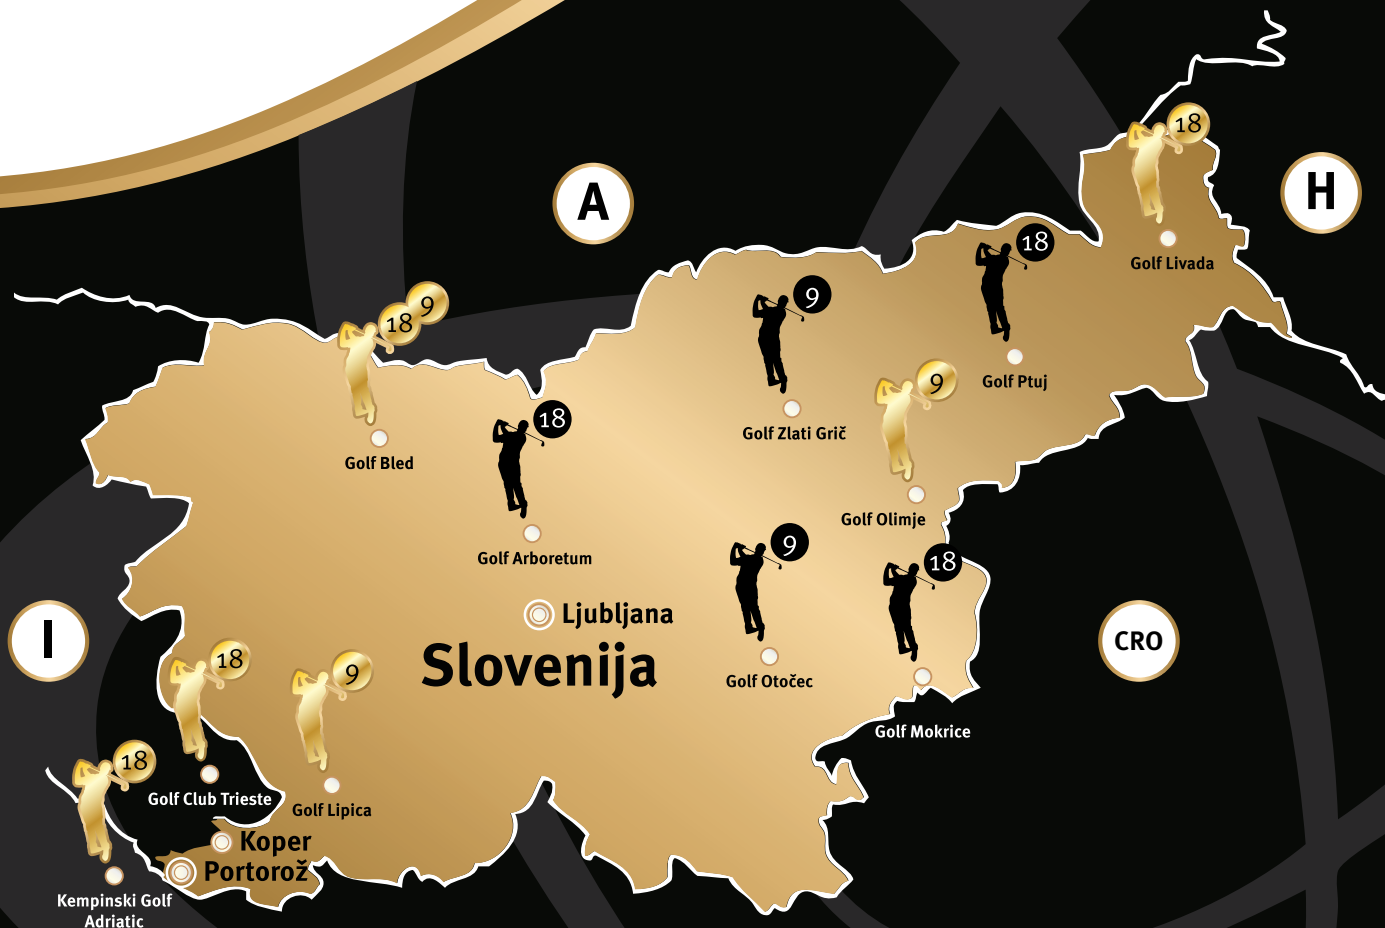 18
H
A
18
Golf Livada
9
18
9
Golf Ptuj
9
18
Golf Zlati Grič
Golf Bled
18
Golf Olimje
Golf Arboretum
9
18
Ljubljana
I
CRO
Slovenija
Golf Otočec
18
9
Golf Mokrice
18
Golf Club Trieste
Golf Lipica
Koper
Portorož
Kempinski Golf
Adriatic